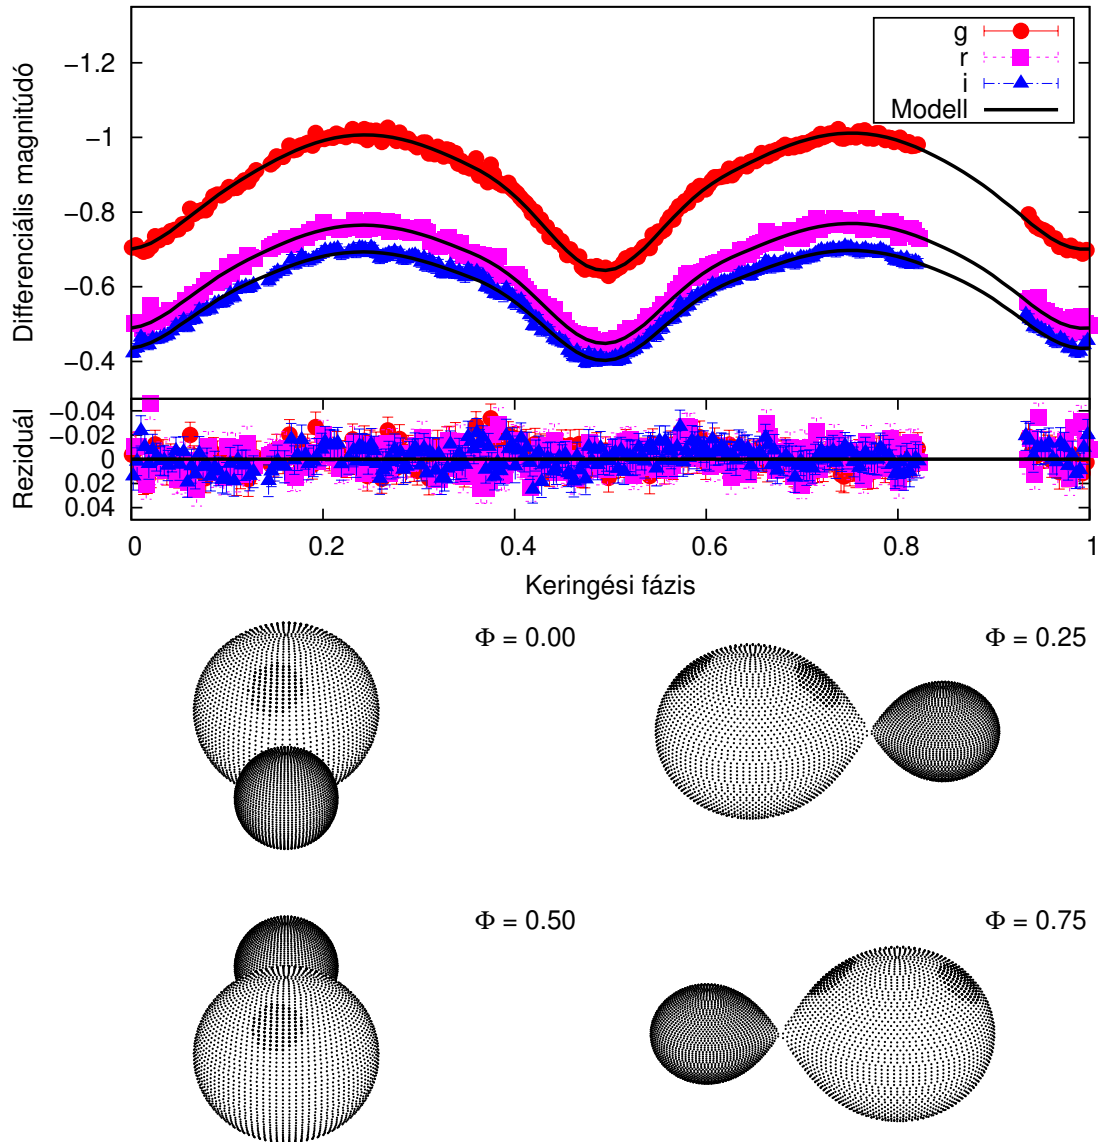 g
r
i
Modell
Differenciális magnitúdó
−1.2
−1
−0.8
−0.6
−0.4
Reziduál
-0.04
-0.02
0
0.02
0.04
0
0.2
0.4
0.6
0.8
1
Keringési fázis
Φ = 0.00
Φ = 0.25
Φ = 0.50
Φ = 0.75